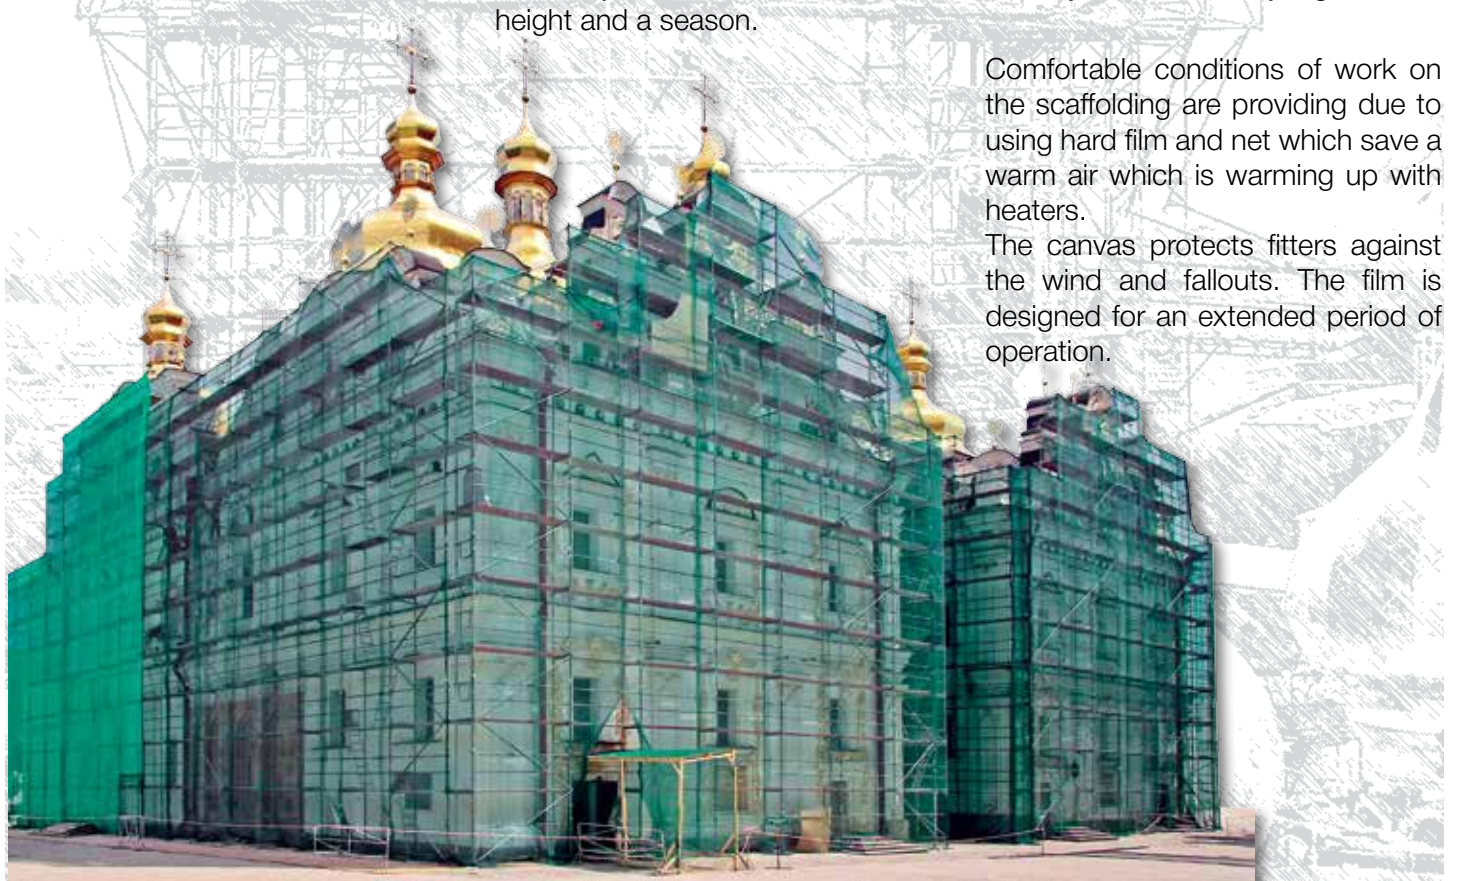 height and a season.
Comfortable conditions of work on
the scaffolding are providing due to
using hard film and net which save a
warm air which is warming up with
heaters.
The canvas protects fitters against
the wind and fallouts. The film is
designed for an extended period of
operation.